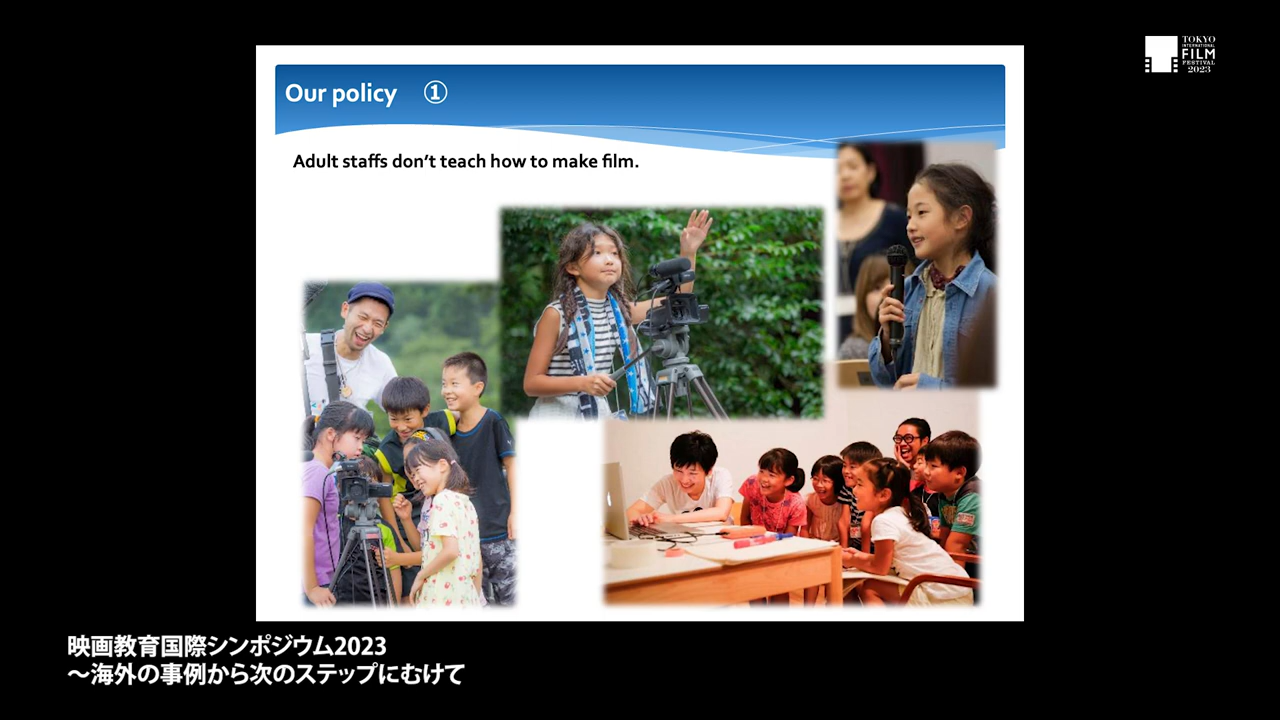 Our policy ①
Adult staffs don't teach how to make film.
TOKYO
INTERNATIONAL
FILM
FESTIVAL
2023
映画教育国際シンポジウム2023
～海外の事例から次のステップにむけて